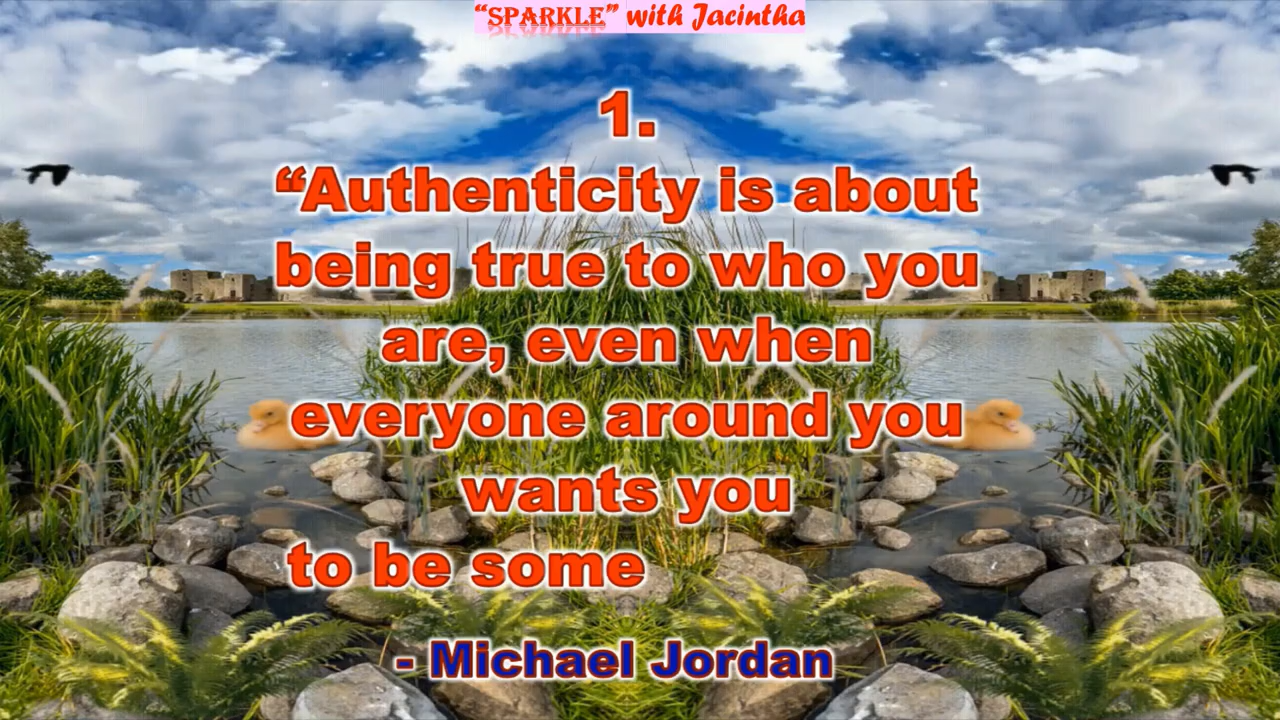 “SPARKLE” with Jacintha
1.
“Authenticity is about
being true to who you
are, even when
everyone around you
wants you
to be some
- Michael Jordan